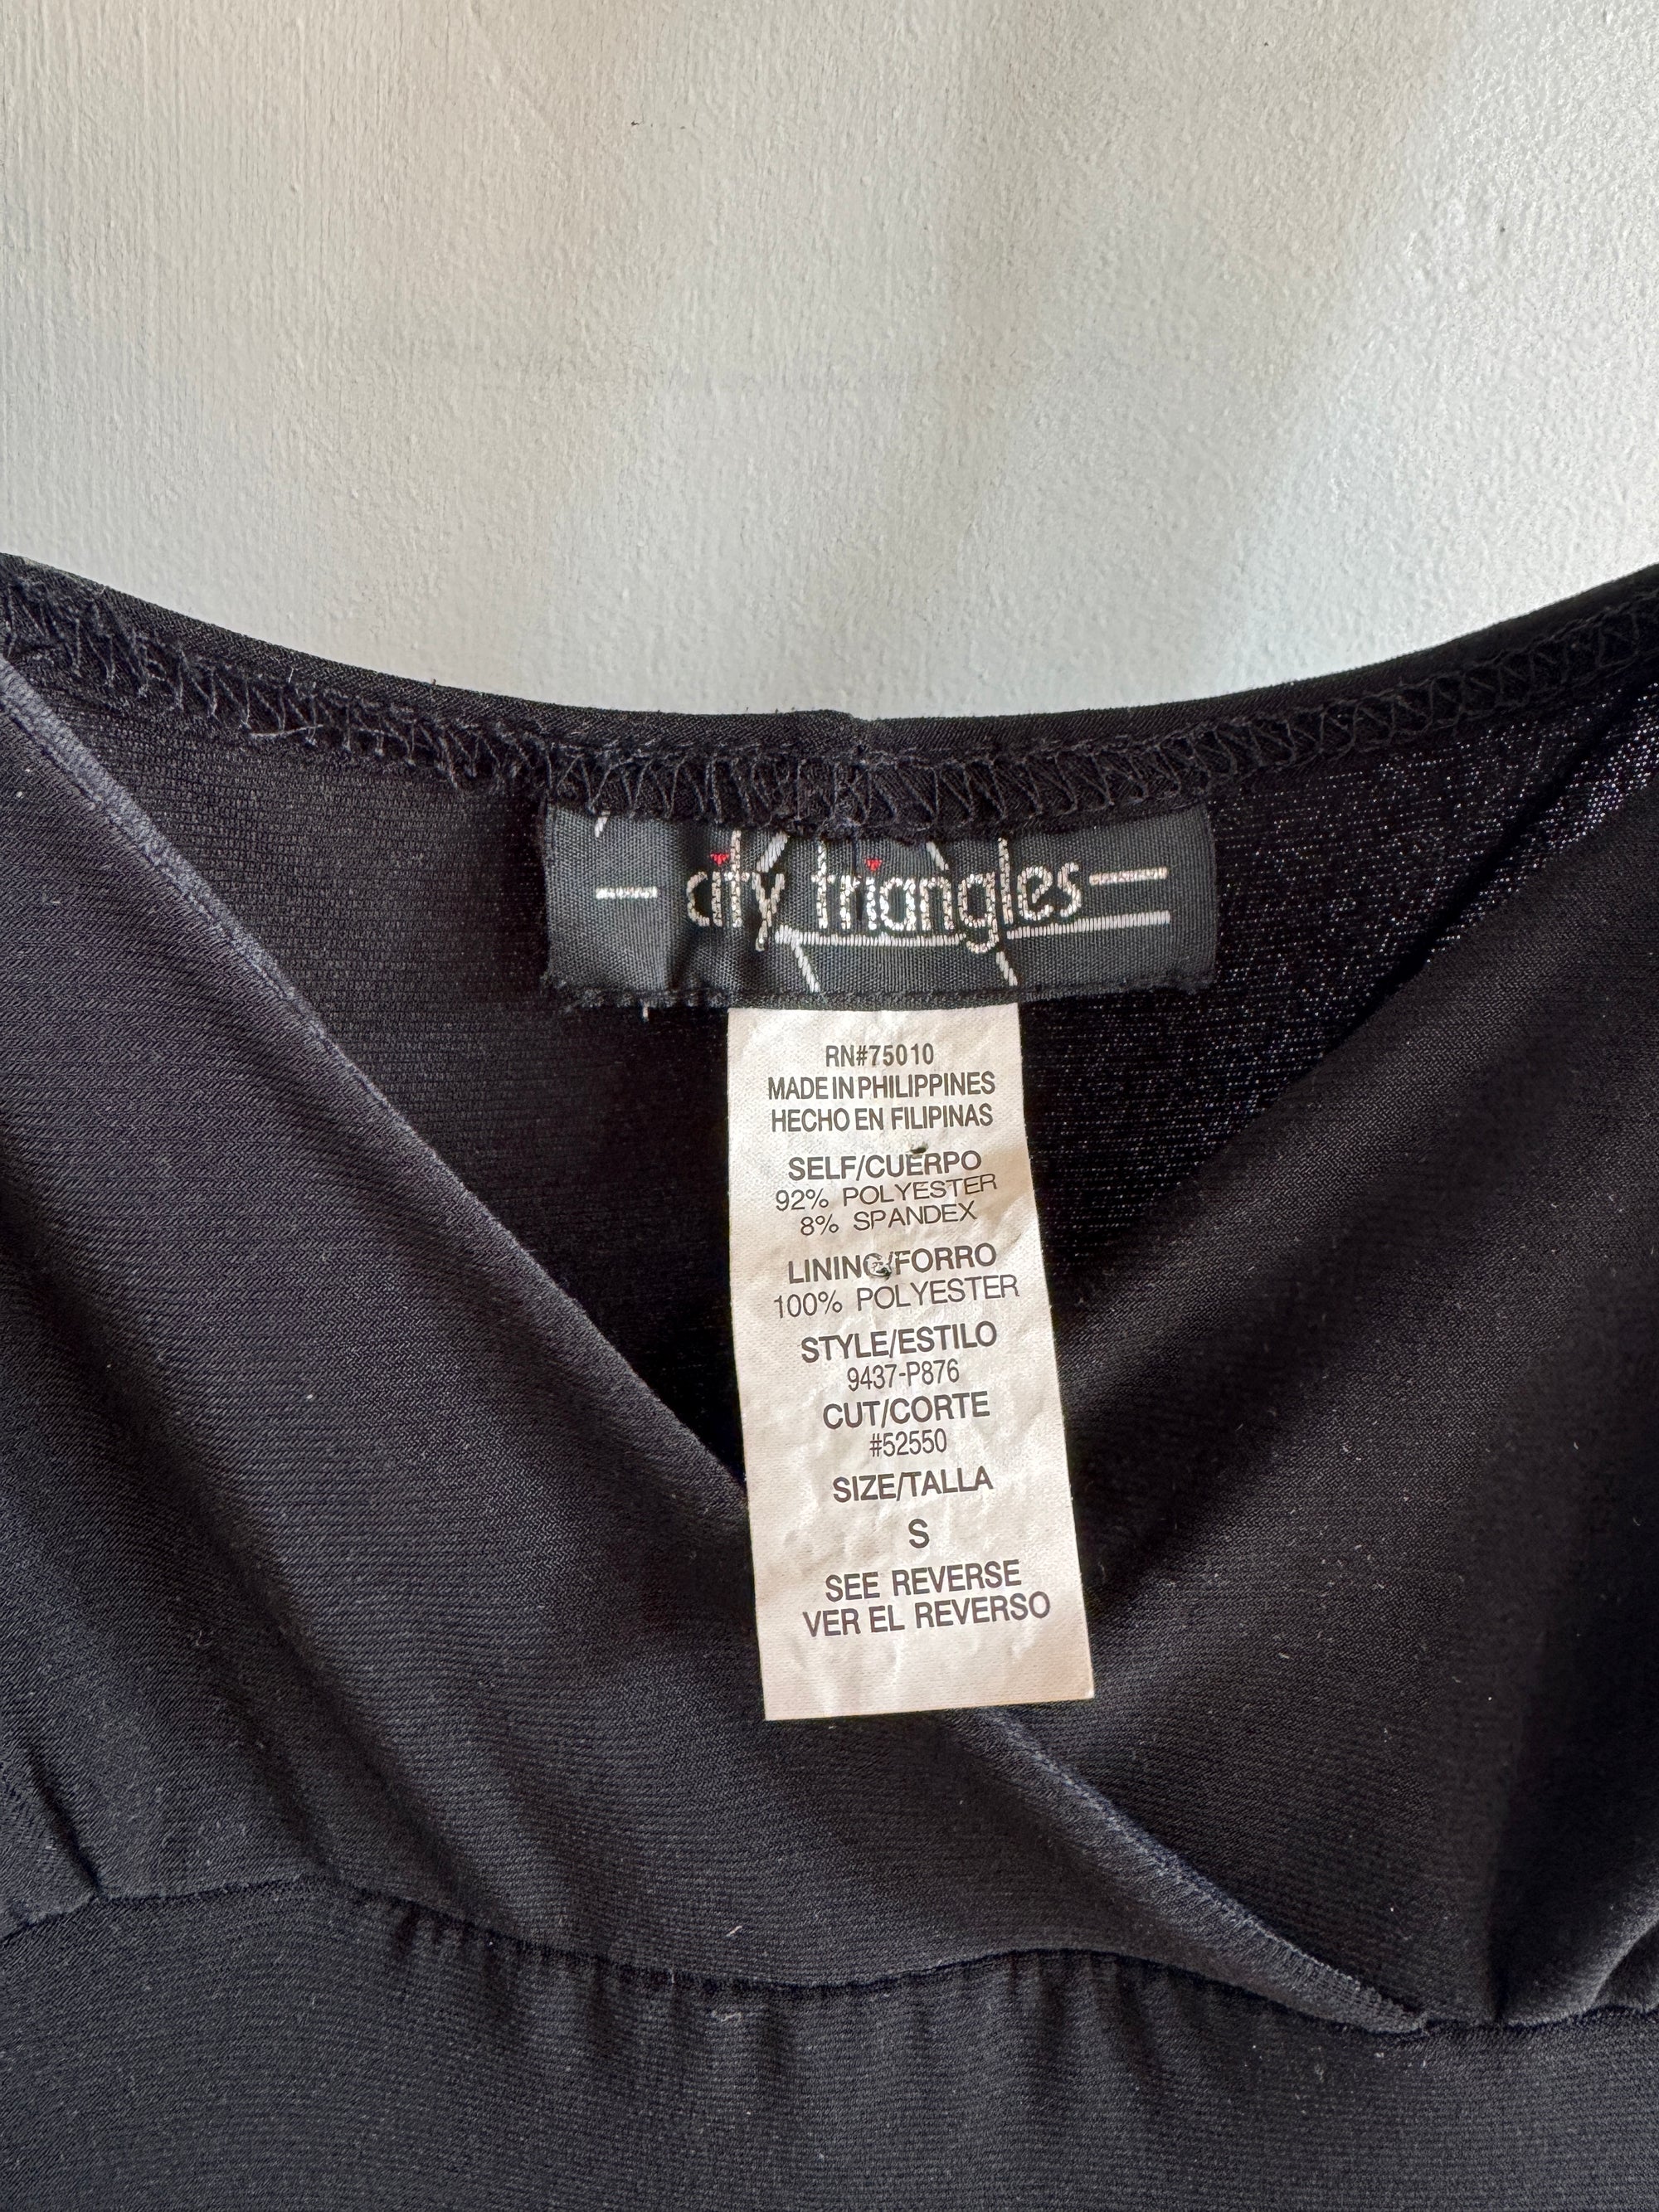 city triangles
RN#75010
MADE IN PHILIPPINES
HECHO EN FILIPINAS
SELF/CUERPO
92% POLYESTER
8% SPANDEX
LINING/FORRO
100% POLYESTER
STYLE/ESTILO
9437-P876
CUT/CORTE
#52550
SIZE/TALLA
S
SEE REVERSE
VER EL REVERSO